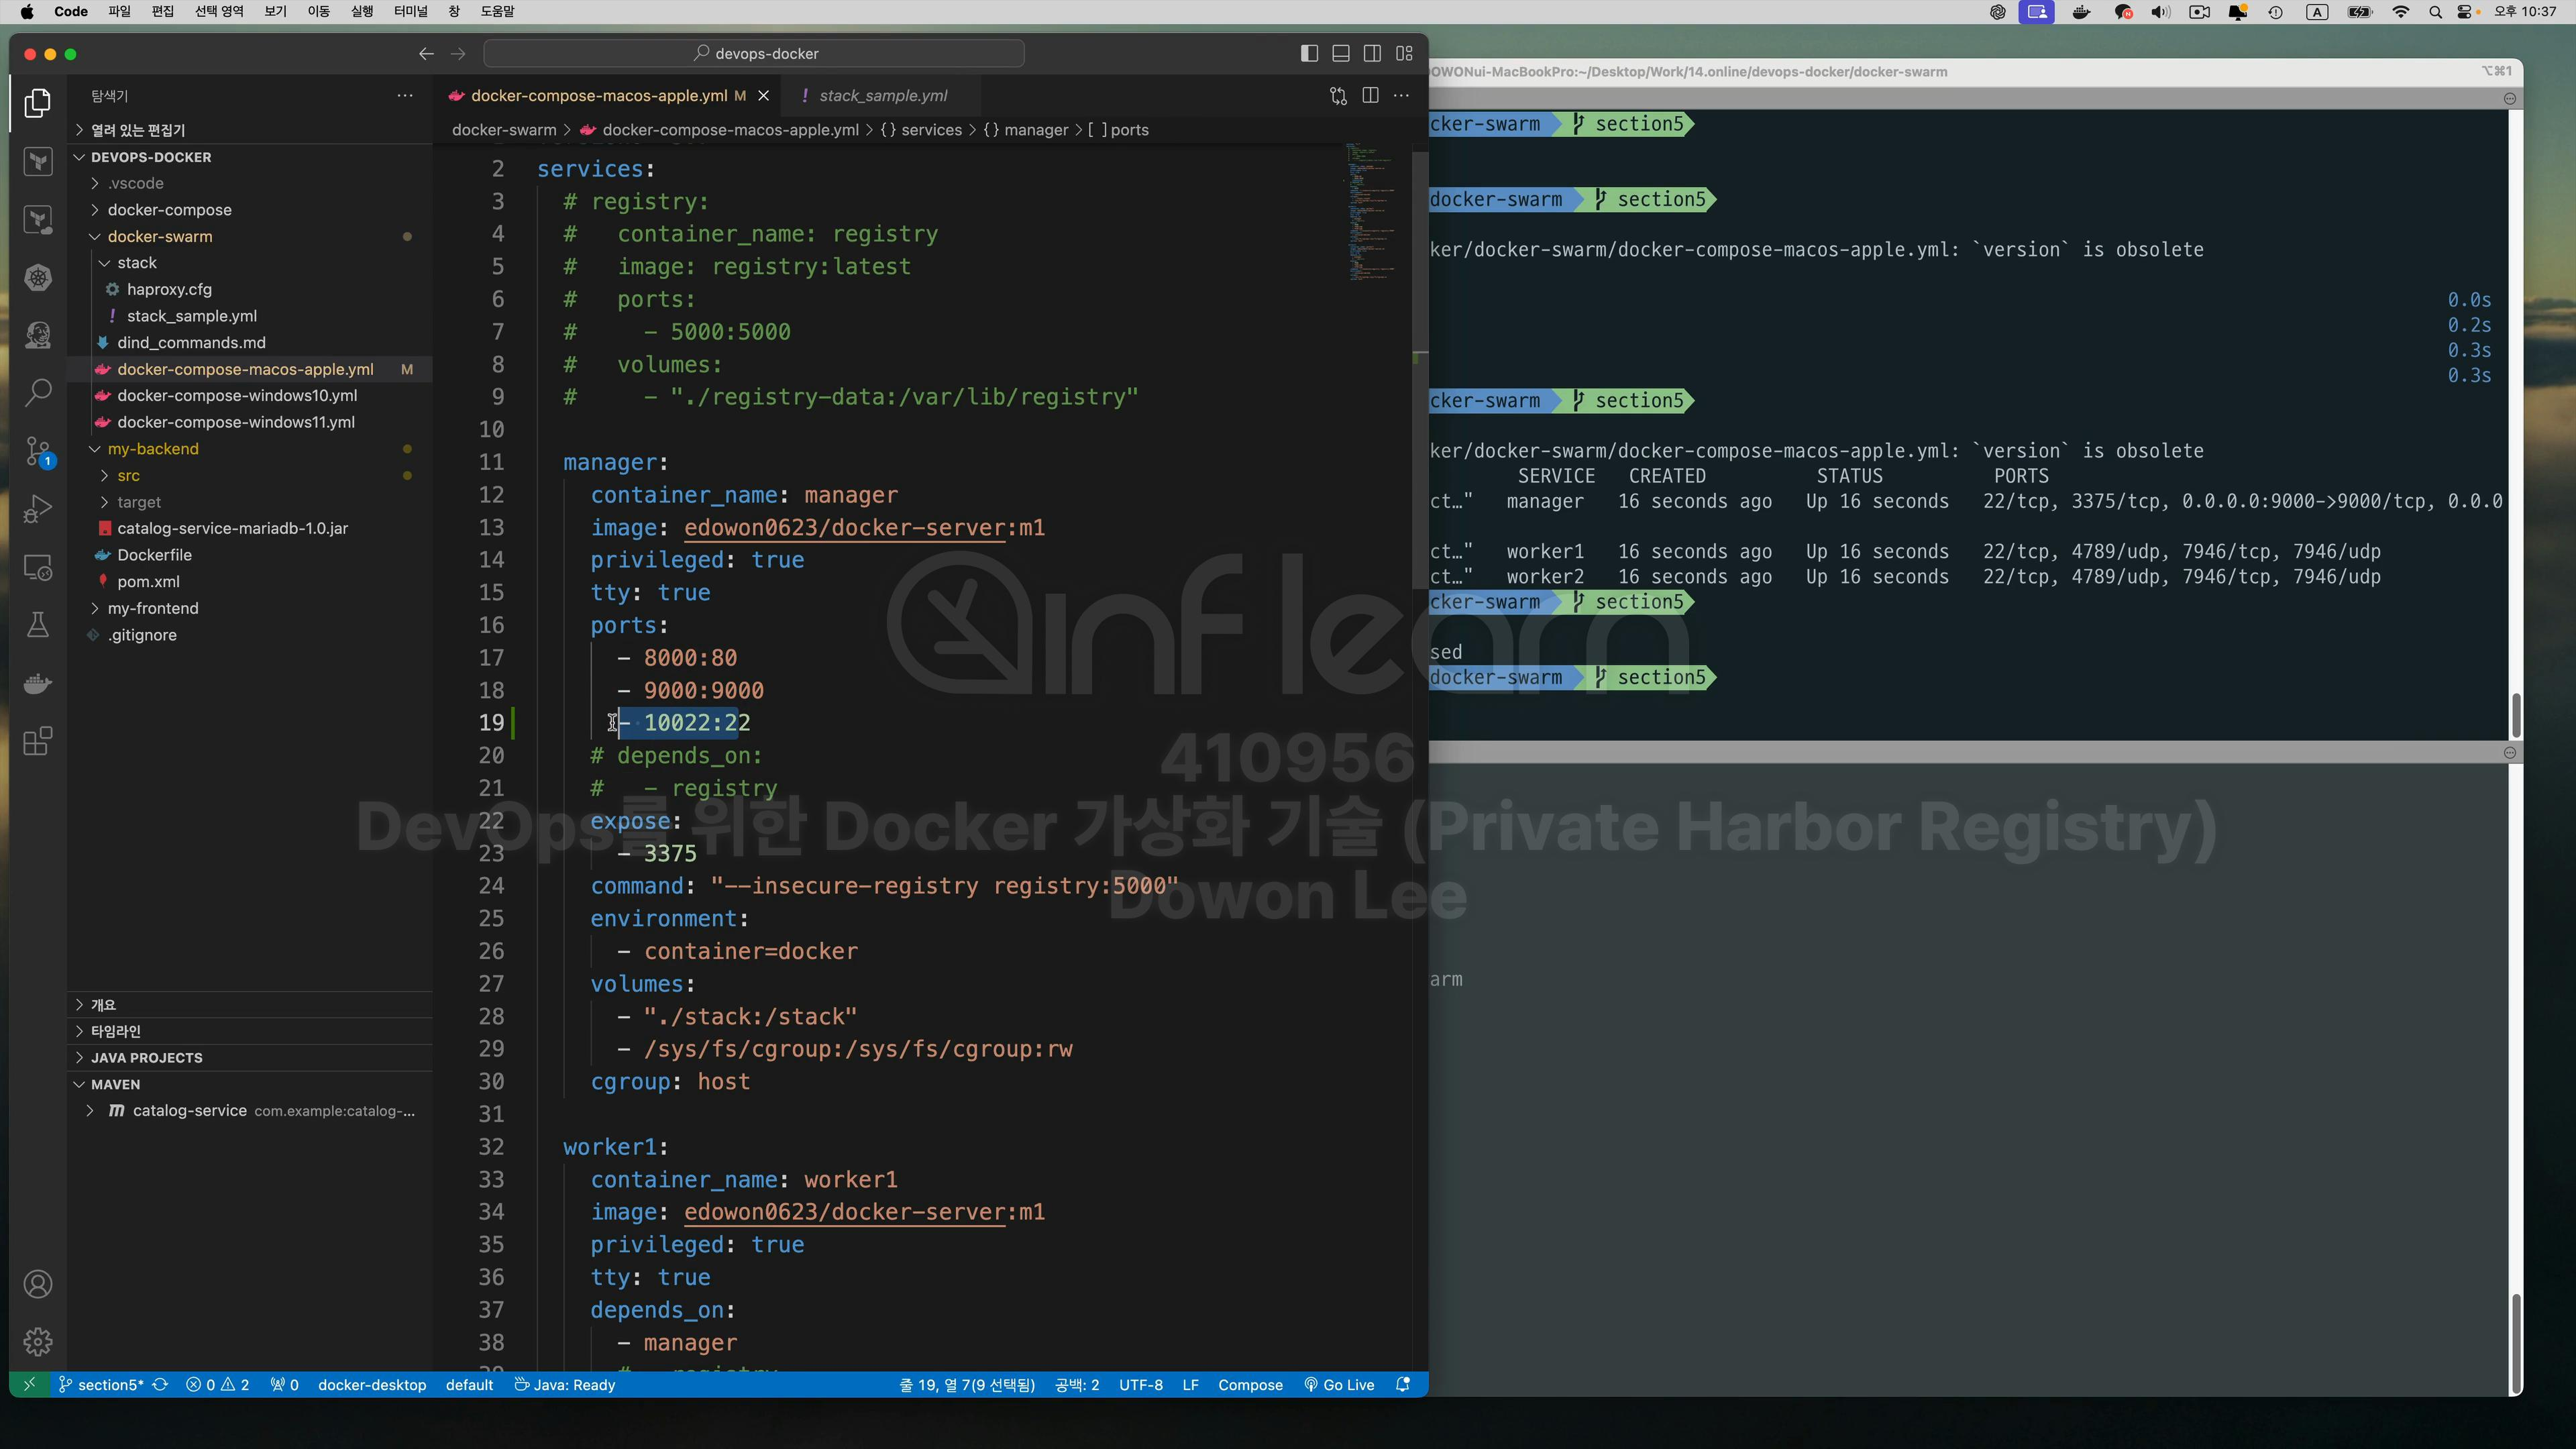 Code 파일 편집 선택 영역 보기 이동 실행 터미널 창 도움말
A 오후 10:37
devops-docker
탐색기
열려 있는 편집기
DEVOPS-DOCKER
.vscode
docker-compose
docker-swarm
stack
haproxy.cfg
stack_sample.yml
dind_commands.md
docker-compose-macos-apple.yml M
docker-compose-windows10.yml
docker-compose-windows11.yml
my-backend
src
target
catalog-service-mariadb-1.0.jar
Dockerfile
pom.xml
my-frontend
.gitignore
1
개요
타임라인
JAVA PROJECTS
MAVEN
catalog-service com.example:catalog-...
docker-compose-macos-apple.yml M
stack_sample.yml
docker-swarm > docker-compose-macos-apple.yml > {} services > {} manager > [ ] ports
2 services:
3 # registry:
4 #   container_name: registry
5 #   image: registry:latest
6 #   ports:
7 #     - 5000:5000
8 #   volumes:
9 #     - "./registry-data:/var/lib/registry"
10
11 manager:
12 container_name: manager
13 image: edowon0623/docker-server:m1
14 privileged: true
15 tty: true
16 ports:
17 - 8000:80
18 - 9000:9000
19 - 10022:22
20 # depends_on:
21 #   - registry
22 expose:
23 - 3375
24 command: "--insecure-registry registry:5000"
25 environment:
26 - container=docker
27 volumes:
28 - "./stack:/stack"
29 - /sys/fs/cgroup:/sys/fs/cgroup:rw
30 cgroup: host
31
32 worker1:
33 container_name: worker1
34 image: edowon0623/docker-server:m1
35 privileged: true
36 tty: true
37 depends_on:
38 - manager
section5* 0 2 0 docker-desktop default Java: Ready
줄 19, 열 7(9 선택됨) 공백: 2 UTF-8 LF Compose Go Live
OWONui-MacBookPro:~/Desktop/Work/14.online/devops-docker/docker-swarm ⌥⌘1
cker-swarm section5
docker-swarm section5
ker/docker-swarm/docker-compose-macos-apple.yml: `version` is obsolete
0.0s
0.2s
0.3s
0.3s
cker-swarm section5
ker/docker-swarm/docker-compose-macos-apple.yml: `version` is obsolete
SERVICE CREATED STATUS PORTS
ct…" manager 16 seconds ago Up 16 seconds 22/tcp, 3375/tcp, 0.0.0.0:9000->9000/tcp, 0.0.0
ct…" worker1 16 seconds ago Up 16 seconds 22/tcp, 4789/udp, 7946/tcp, 7946/udp
ct…" worker2 16 seconds ago Up 16 seconds 22/tcp, 4789/udp, 7946/tcp, 7946/udp
cker-swarm section5
sed
docker-swarm section5
arm
inflearn
410956
DevOps를 위한 Docker 가상화 기술 (Private Harbor Registry)
Dowon Lee